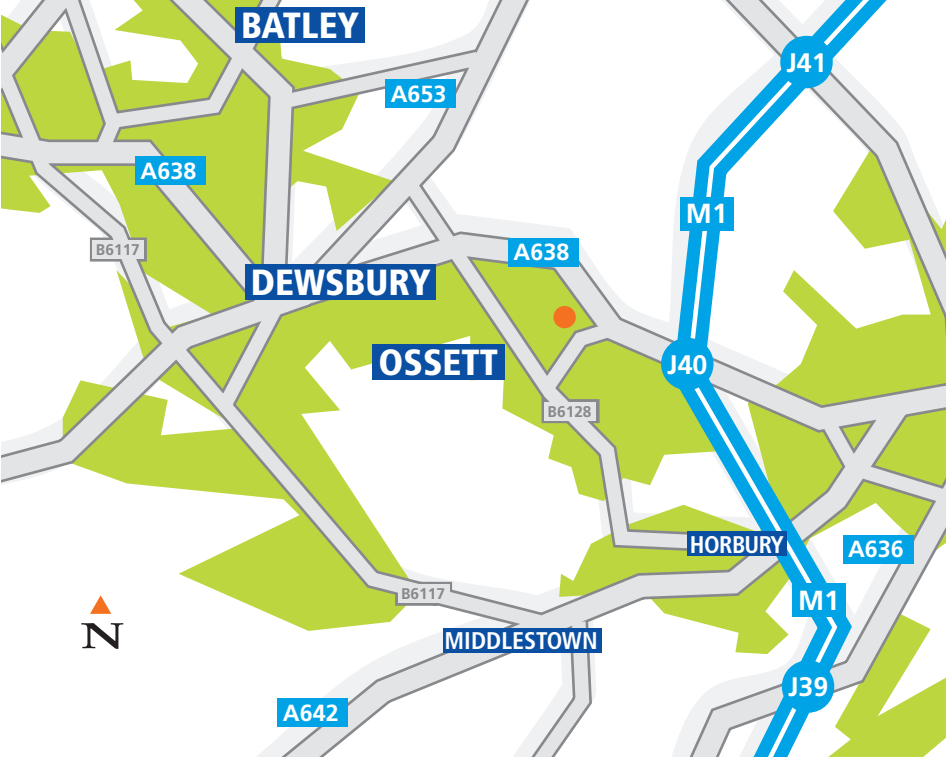 BATLEY
J41
A653
A638
M1
B6117
A638
DEWSBURY
OSSETT
J40
B6128
HORBURY
A636
B6117
M1
N
MIDDLESTOWN
J39
A642